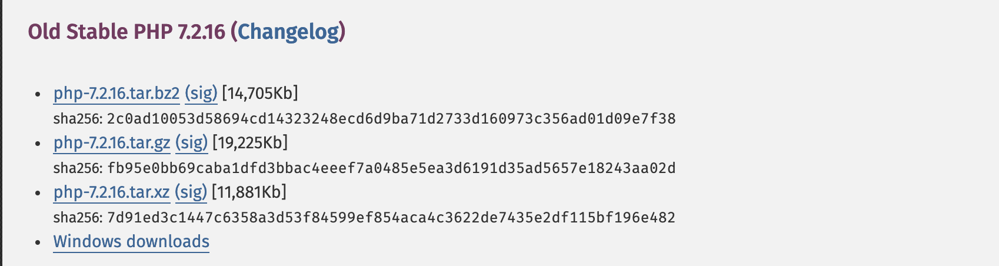 Old Stable PHP 7.2.16 (Changelog)
php-7.2.16.tar.bz2 (sig) [14,705Kb]
sha256: 2c0ad10053d58694cd14323248ecd6d9ba71d2733d160973c356ad01d09e7f38
php-7.2.16.tar.gz (sig) [19,225Kb]
sha256: fb95e0bb69caba1dfd3bbac4eeef7a0485e5ea3d6191d35ad5657e18243aa02d
php-7.2.16.tar.xz (sig) [11,881Kb]
sha256: 7d91ed3c1447c6358a3d53f84599ef854aca4c3622de7435e2df115bf196e482
Windows downloads